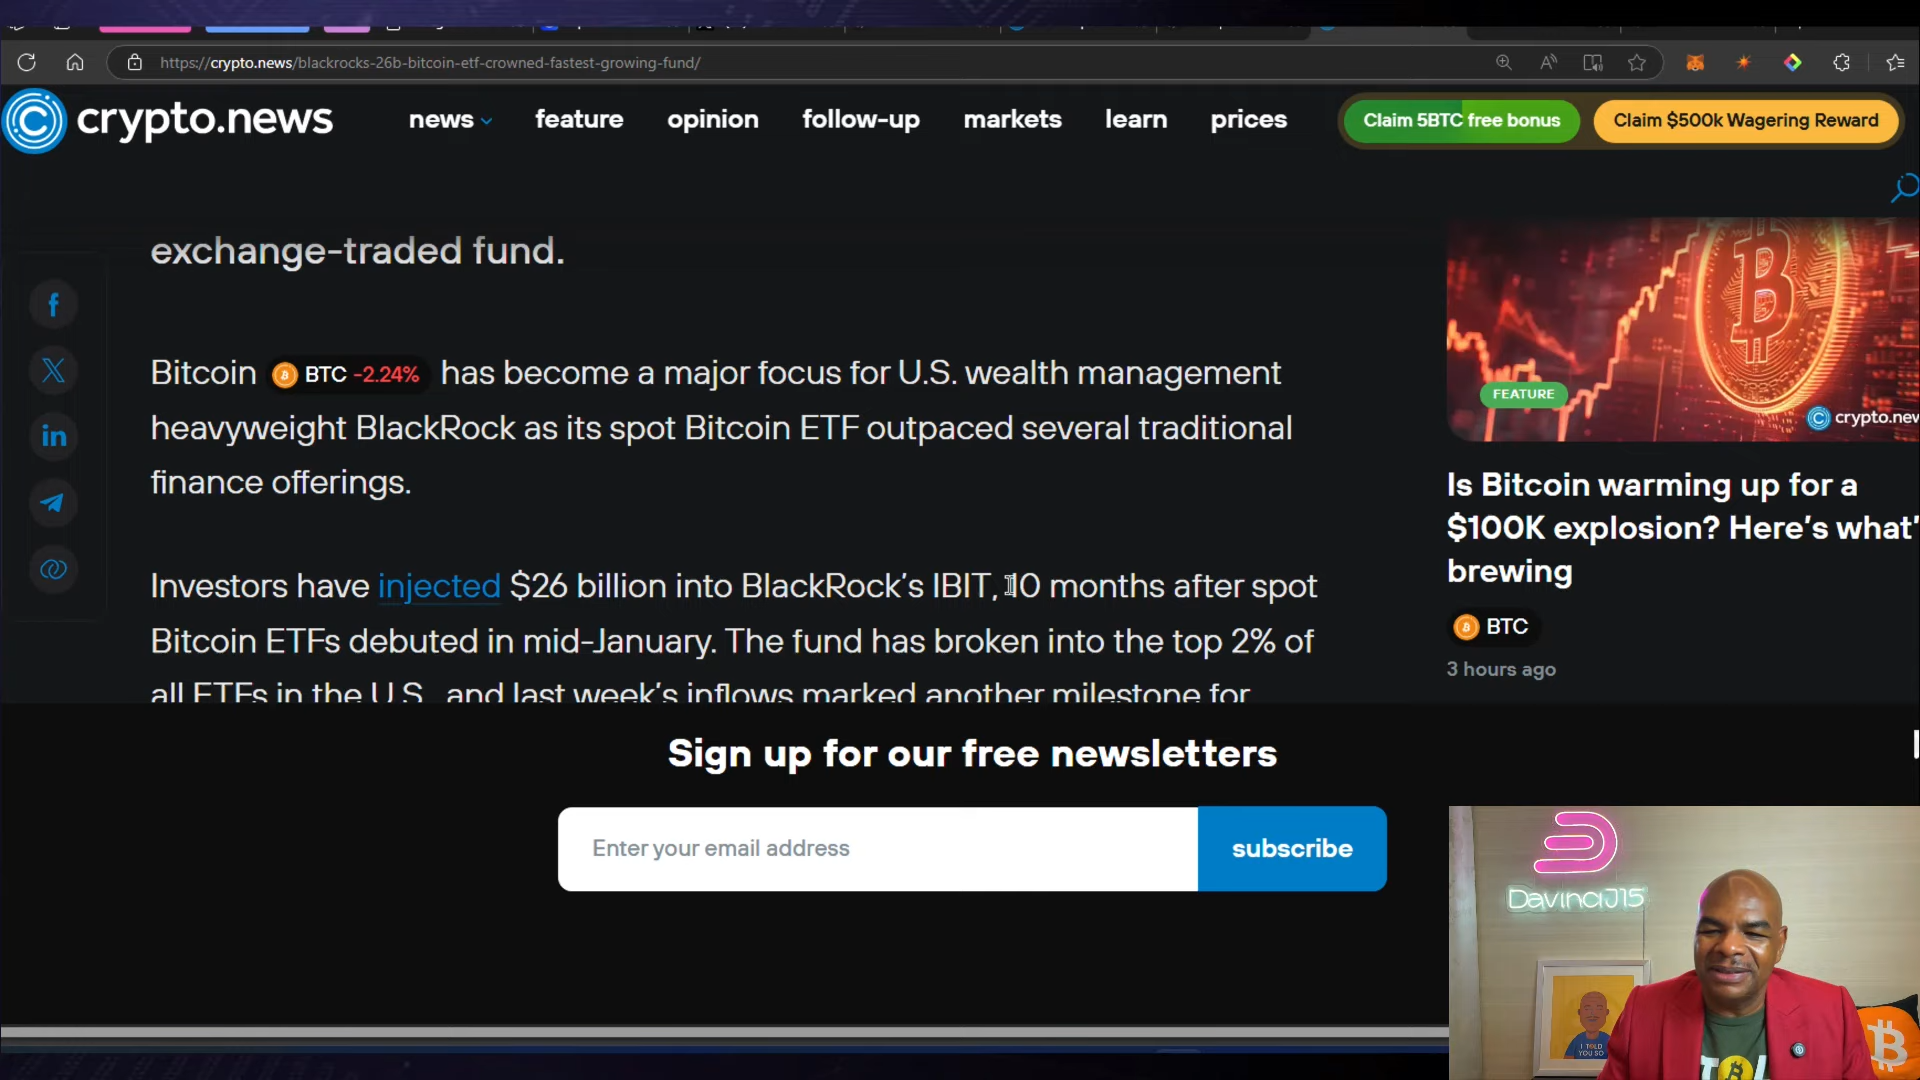 https://crypto.news/blackrocks-26b-bitcoin-etf-crowned-fastest-growing-fund/
crypto.news
news feature opinion follow-up markets learn prices
Claim 5BTC free bonus
Claim $500k Wagering Reward
exchange-traded fund.
Bitcoin BTC -2.24% has become a major focus for U.S. wealth management
heavyweight BlackRock as its spot Bitcoin ETF outpaced several traditional
finance offerings.
Investors have injected $26 billion into BlackRock's IBIT, 10 months after spot
Bitcoin ETFs debuted in mid-January. The fund has broken into the top 2% of
all ETFs in the U.S., and last week's inflows marked another milestone for
FEATURE
crypto.new
Is Bitcoin warming up for a
$100K explosion? Here's what'
brewing
BTC
3 hours ago
Sign up for our free newsletters
Enter your email address
subscribe
DavinciJ15
I TOLD
YOU SO